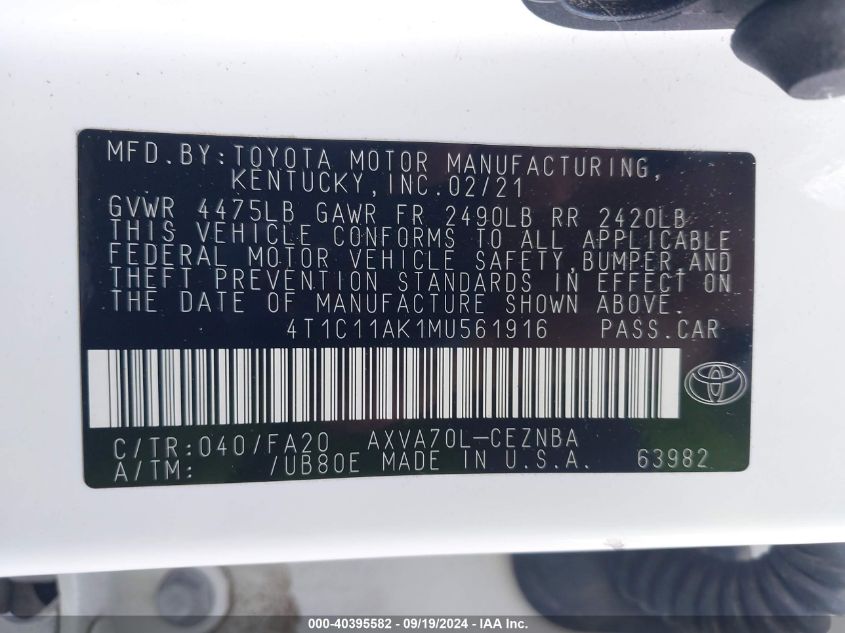 MFD.BY:TOYOTA MOTOR MANUFACTURING,
KENTUCKY,INC.02/21
GVWR 4475LB GAWR FR 2490LB RR 2420LB
THIS VEHICLE CONFORMS TO ALL APPLICABLE
FEDERAL MOTOR VEHICLE SAFETY,BUMPER,AND
THEFT PREVENTION STANDARDS IN EFFECT ON
THE DATE OF MANUFACTURE SHOWN ABOVE.
4T1C11AK1MU561916 PASS.CAR
C/TR:040/FA20 AXVA70L-CEZNBA
A/TM: /UB80E MADE IN U.S.A. 63982
000-40395582 - 09/19/2024 - IAA Inc.